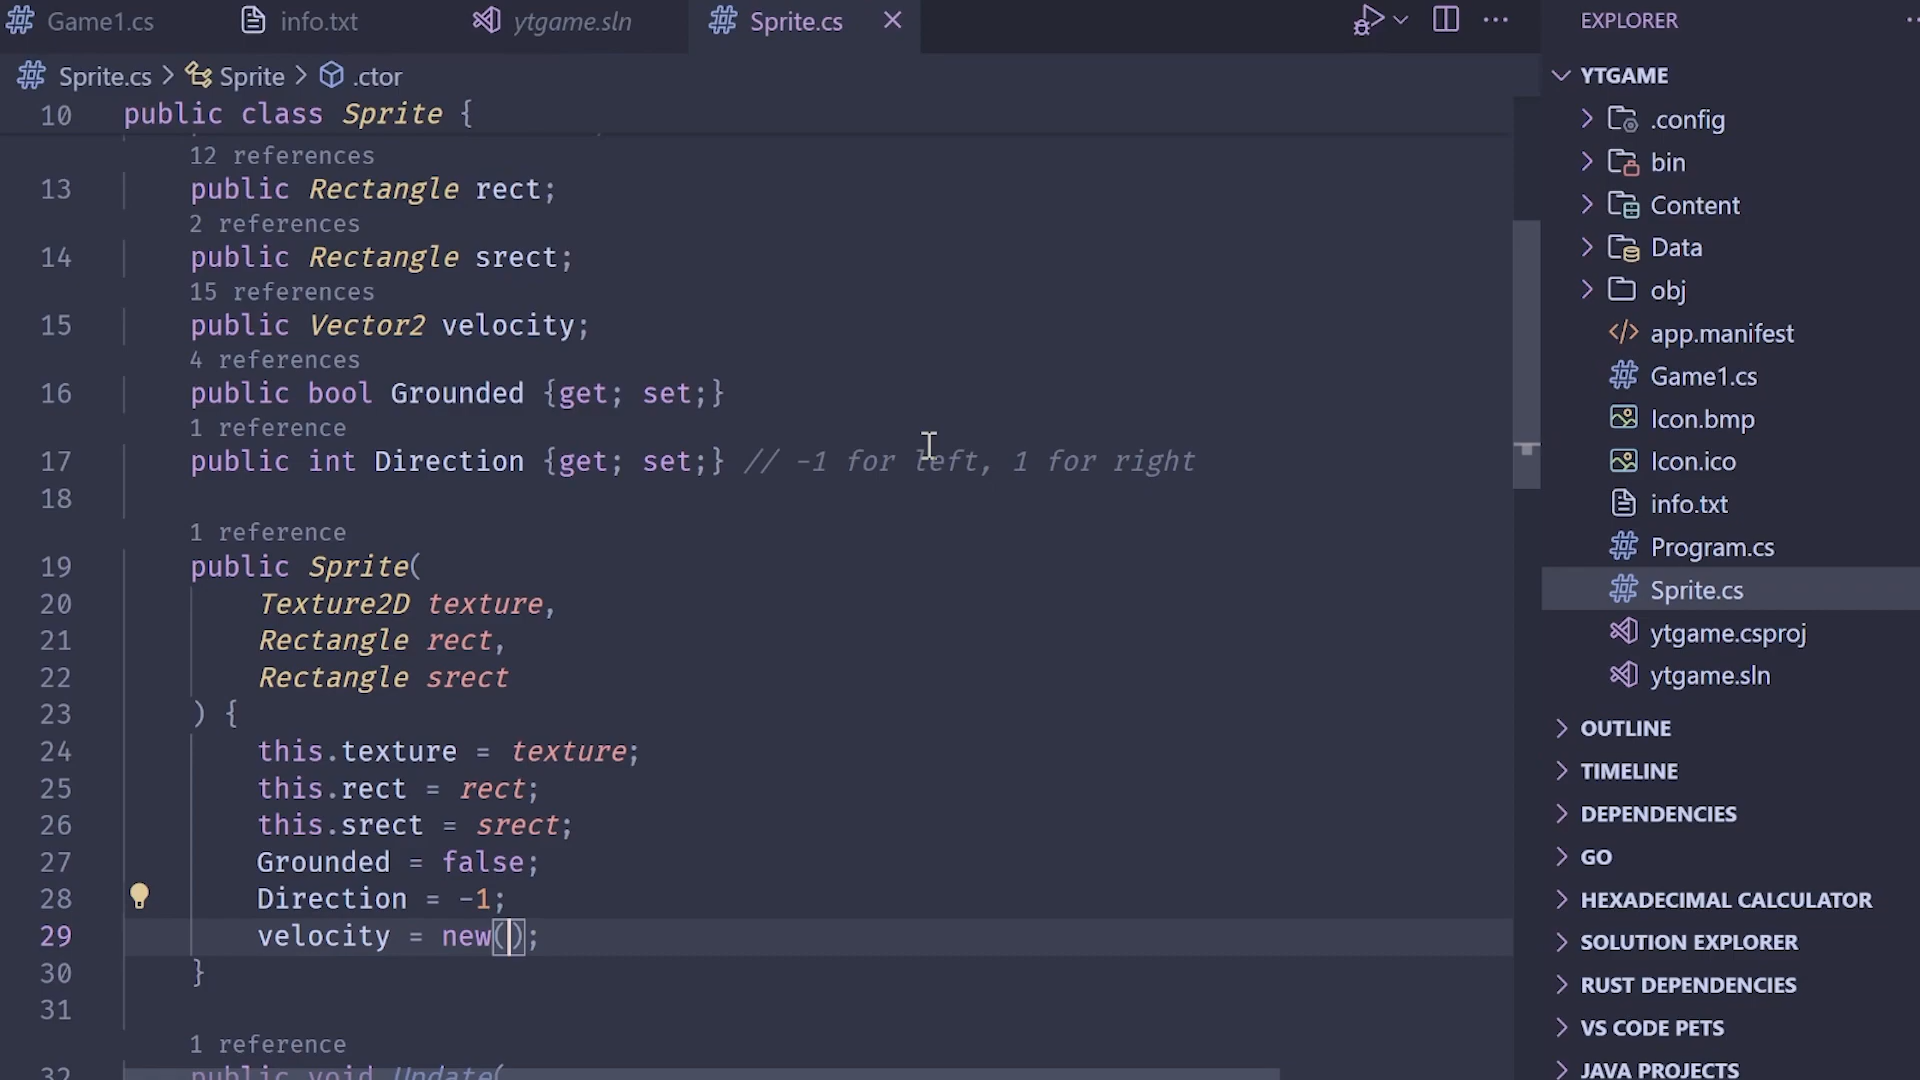 Game1.cs
info.txt
ytgame.sln
Sprite.cs
Sprite.cs > Sprite > .ctor
10 public class Sprite {
12 references
13 public Rectangle rect;
2 references
14 public Rectangle srect;
15 references
15 public Vector2 velocity;
4 references
16 public bool Grounded {get; set;}
1 reference
17 public int Direction {get; set;} // -1 for left, 1 for right
18
1 reference
19 public Sprite(
20 Texture2D texture,
21 Rectangle rect,
22 Rectangle srect
23 ) {
24 this.texture = texture;
25 this.rect = rect;
26 this.srect = srect;
27 Grounded = false;
28 Direction = -1;
29 velocity = new();
30 }
31
1 reference
32 public void Update(
EXPLORER
YTGAME
.config
bin
Content
Data
obj
app.manifest
Game1.cs
Icon.bmp
Icon.ico
info.txt
Program.cs
Sprite.cs
ytgame.csproj
ytgame.sln
OUTLINE
TIMELINE
DEPENDENCIES
GO
HEXADECIMAL CALCULATOR
SOLUTION EXPLORER
RUST DEPENDENCIES
VS CODE PETS
JAVA PROJECTS